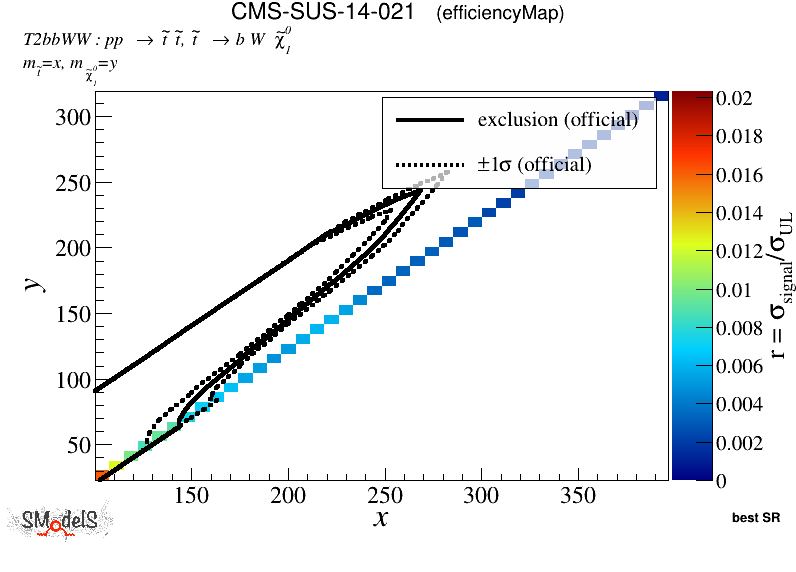 CMS-SUS-14-021 (efficiencyMap)
T2bbWW : pp → t̃ t̃, t̃ → b W χ̃₁⁰
m_t̃=x, m_χ̃₁⁰=y
exclusion (official)
±1σ (official)
300
250
200
150
100
50
y
150
200
250
300
350
x
0.02
0.018
0.016
0.014
0.012
0.01
0.008
0.006
0.004
0.002
0
r = σ_signal/σ_UL
SModelS
best SR